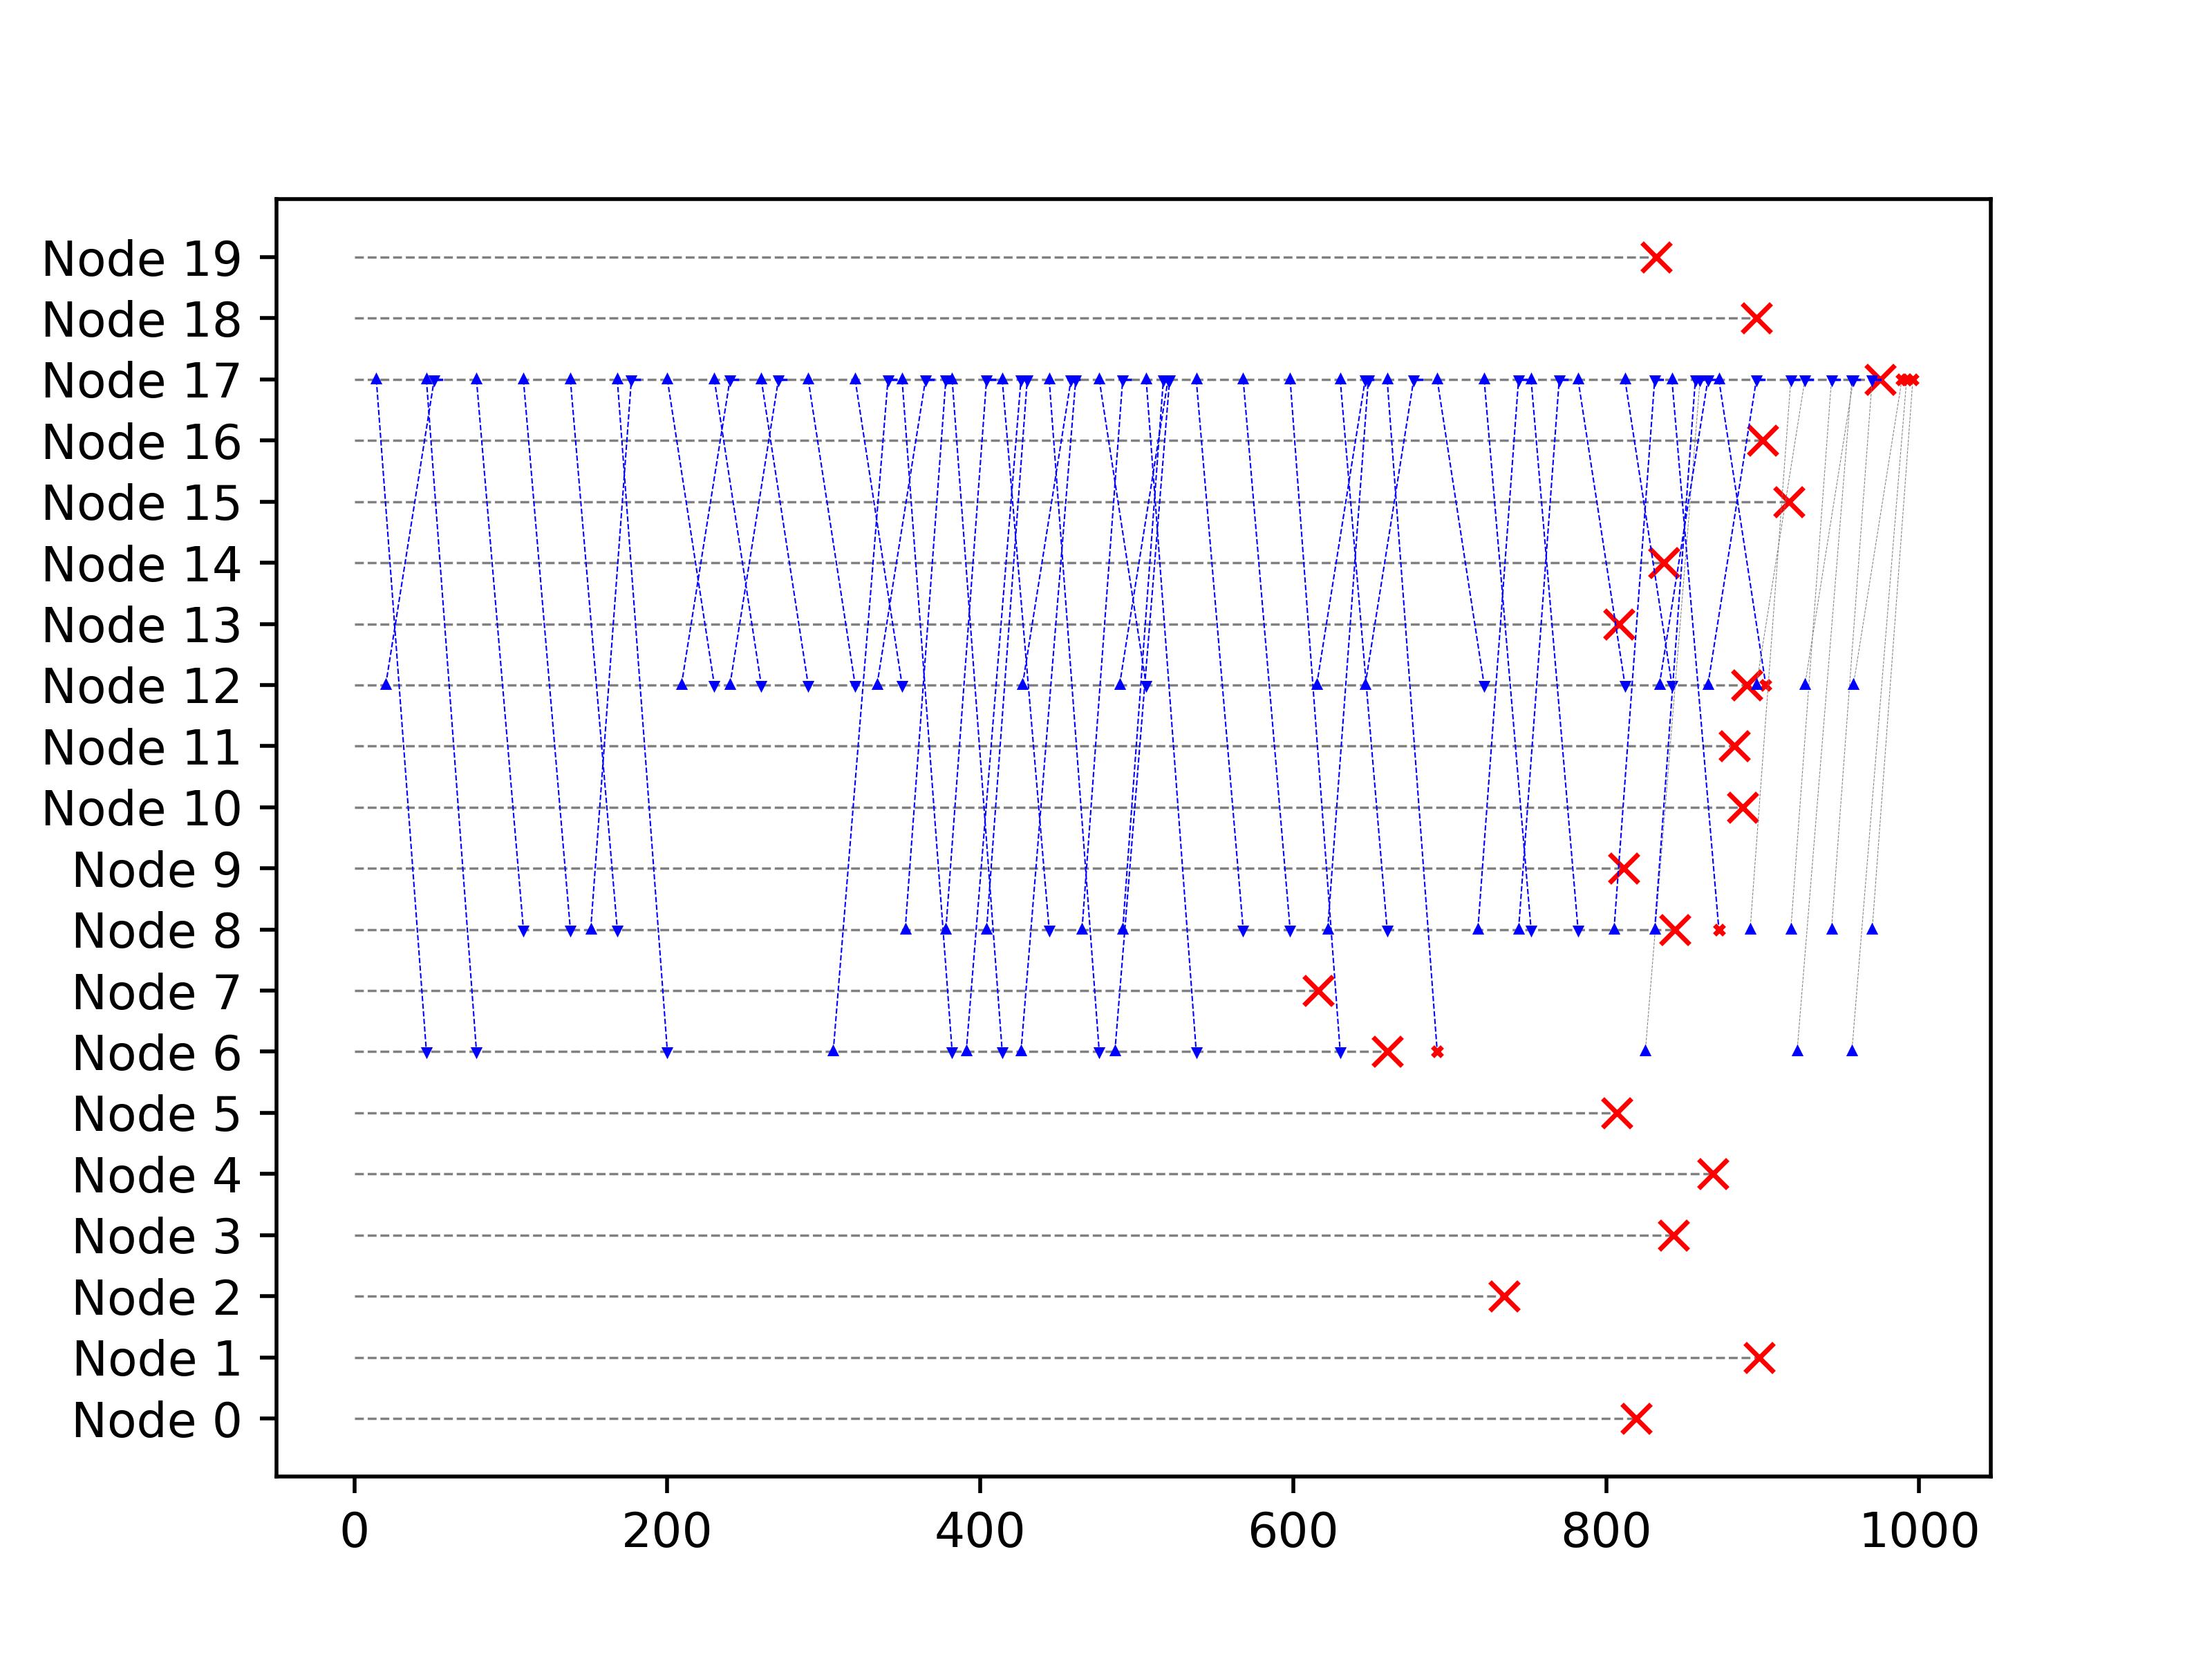 Node 19
Node 18
Node 17
Node 16
Node 15
Node 14
Node 13
Node 12
Node 11
Node 10
Node 9
Node 8
Node 7
Node 6
Node 5
Node 4
Node 3
Node 2
Node 1
Node 0
0 200 400 600 800 1000